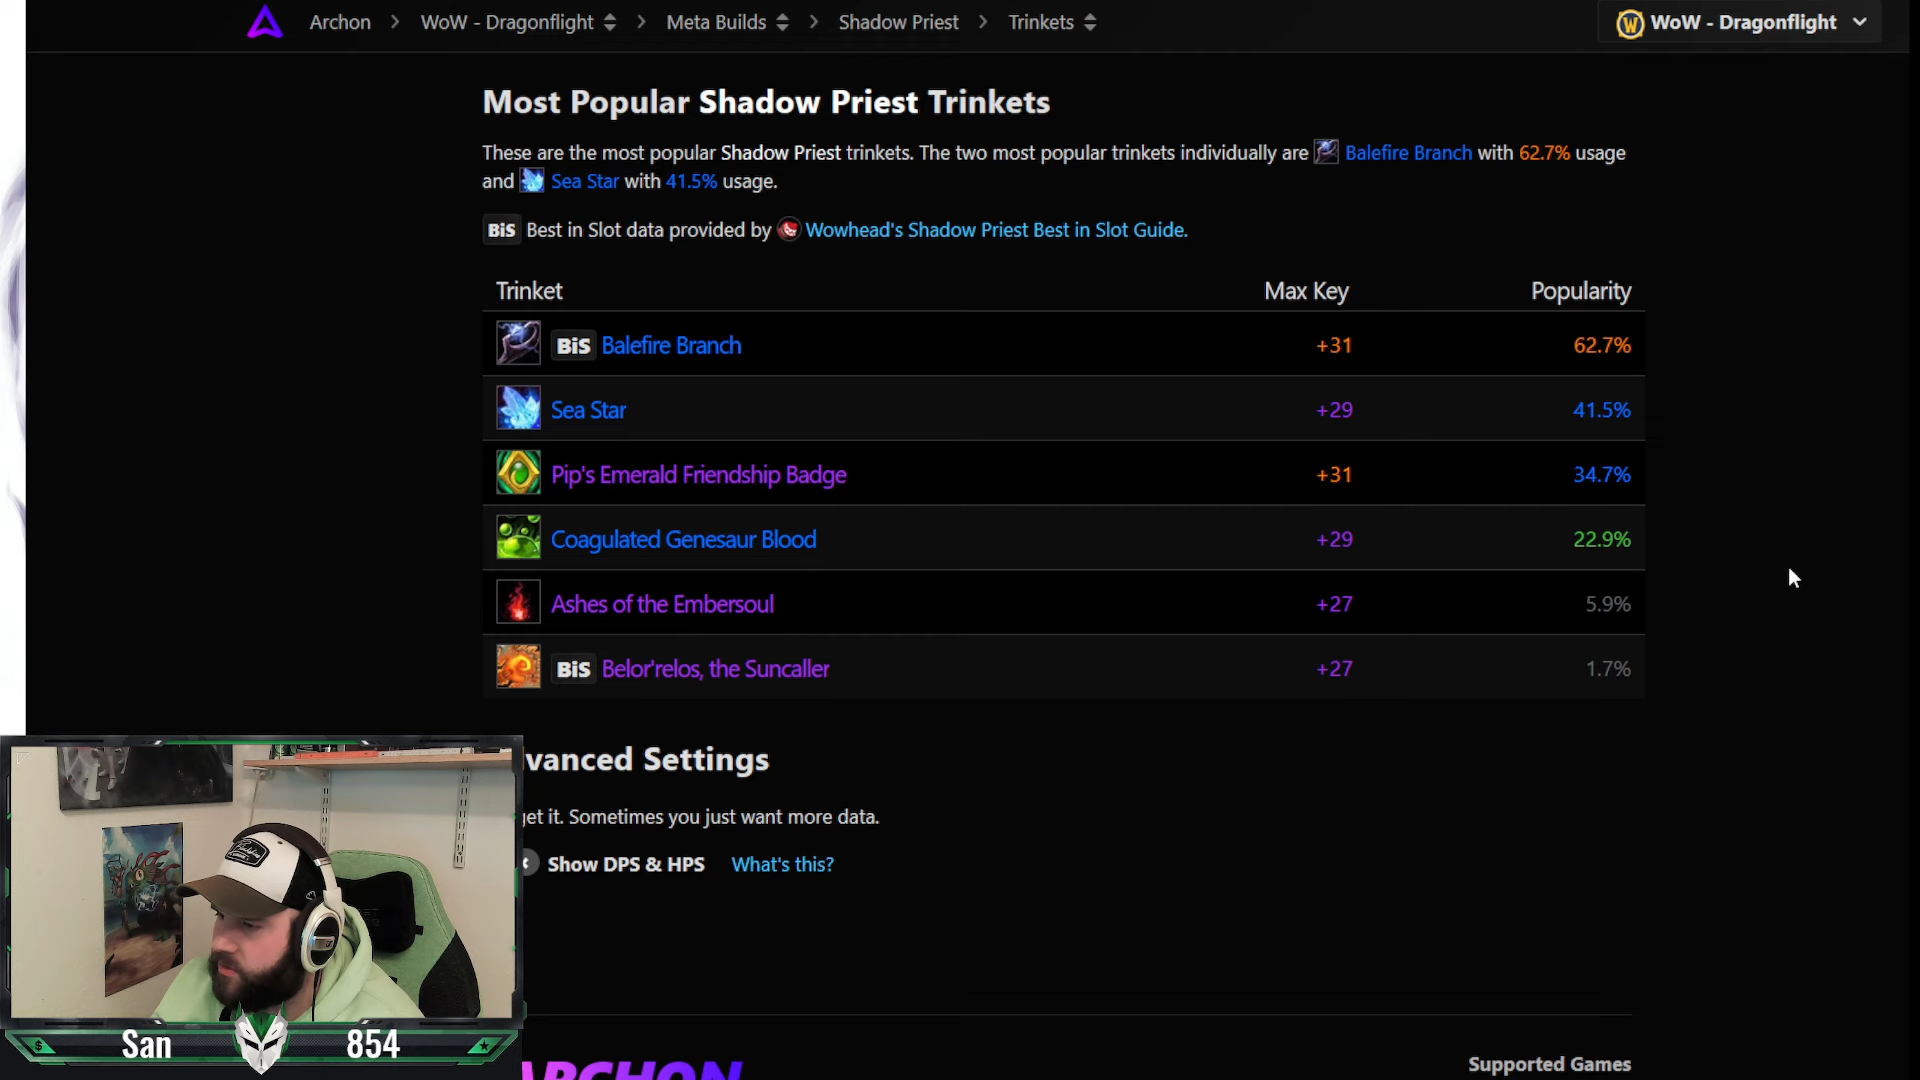 Archon > WoW - Dragonflight > Meta Builds > Shadow Priest > Trinkets
WoW - Dragonflight
Most Popular Shadow Priest Trinkets
These are the most popular Shadow Priest trinkets. The two most popular trinkets individually are Balefire Branch with 62.7% usage
and Sea Star with 41.5% usage.
BiS Best in Slot data provided by Wowhead's Shadow Priest Best in Slot Guide.
Trinket Max Key Popularity
BiS Balefire Branch +31 62.7%
Sea Star +29 41.5%
Pip's Emerald Friendship Badge +31 34.7%
Coagulated Genesaur Blood +29 22.9%
Ashes of the Embersoul +27 5.9%
BiS Belor'relos, the Suncaller +27 1.7%
vanced Settings
get it. Sometimes you just want more data.
Show DPS & HPS What's this?
San 854
ARCHON
Supported Games